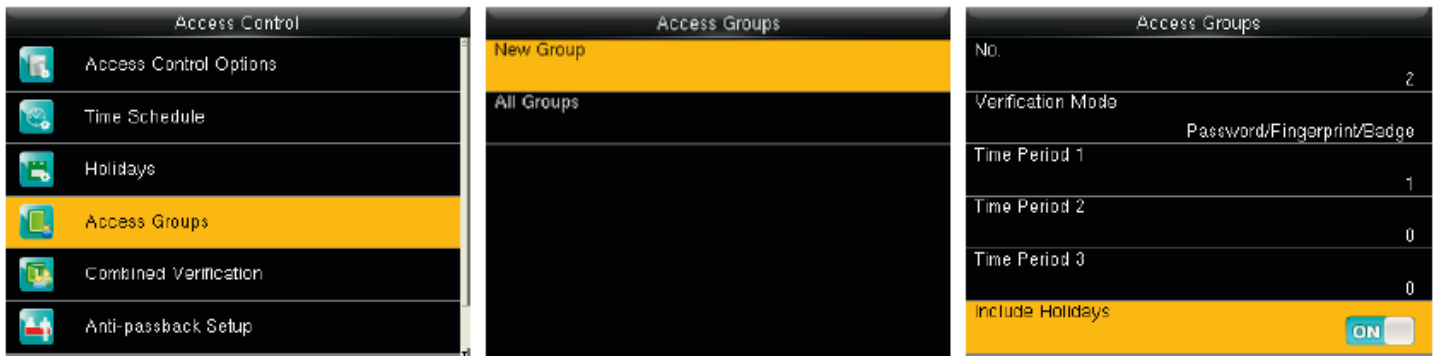 Access Control
Access Control Options
Time Schedule
Holidays
Access Groups
Combined Verification
Anti-passback Setup
Access Groups
New Group
All Groups
Access Groups
No.
2
Verification Mode
Password/Fingerprint/Badge
Time Period 1
1
Time Period 2
0
Time Period 3
0
Include Holidays
ON